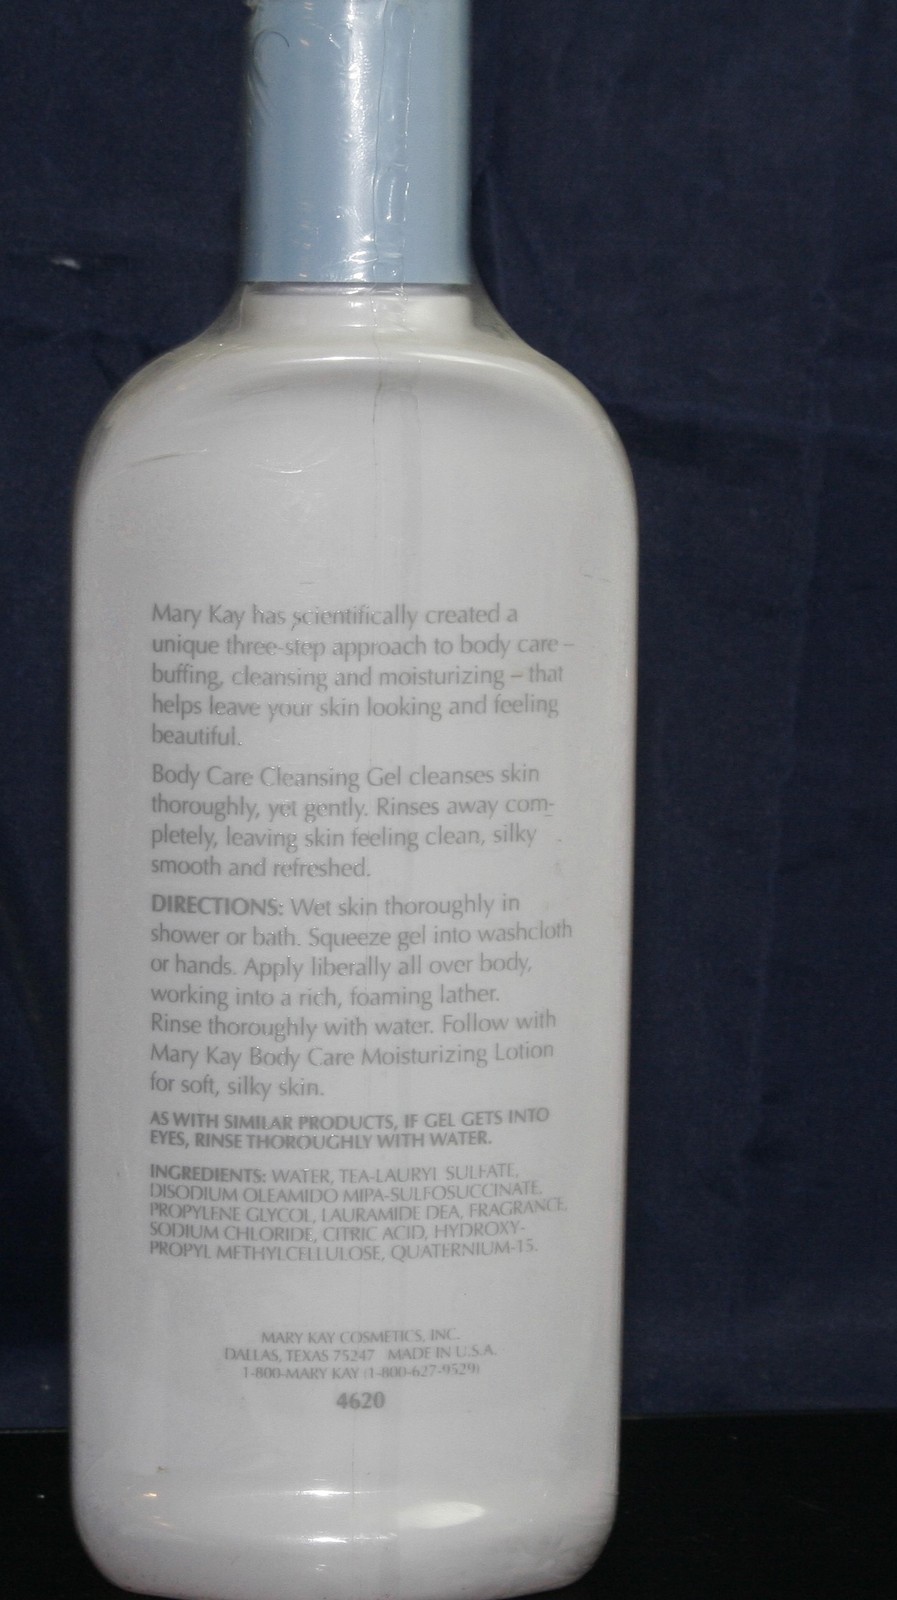 Mary Kay has scientifically created a
unique three-step approach to body care –
buffing, cleansing and moisturizing – that
helps leave your skin looking and feeling
beautiful.
Body Care Cleansing Gel cleanses skin
thoroughly, yet gently. Rinses away com-
pletely, leaving skin feeling clean, silky
smooth and refreshed.
DIRECTIONS: Wet skin thoroughly in
shower or bath. Squeeze gel into washcloth
or hands. Apply liberally all over body,
working into a rich, foaming lather.
Rinse thoroughly with water. Follow with
Mary Kay Body Care Moisturizing Lotion
for soft, silky skin.
AS WITH SIMILAR PRODUCTS, IF GEL GETS INTO
EYES, RINSE THOROUGHLY WITH WATER.
INGREDIENTS: WATER, TEA-LAURYL SULFATE,
DISODIUM OLEAMIDO MIPA-SULFOSUCCINATE,
PROPYLENE GLYCOL, LAURAMIDE DEA, FRAGRANCE,
SODIUM CHLORIDE, CITRIC ACID, HYDROXY-
PROPYL METHYLCELLULOSE, QUATERNIUM-15.
MARY KAY COSMETICS, INC.
DALLAS, TEXAS 75247 MADE IN U.S.A.
1-800-MARY KAY (1-800-627-9529)
4620